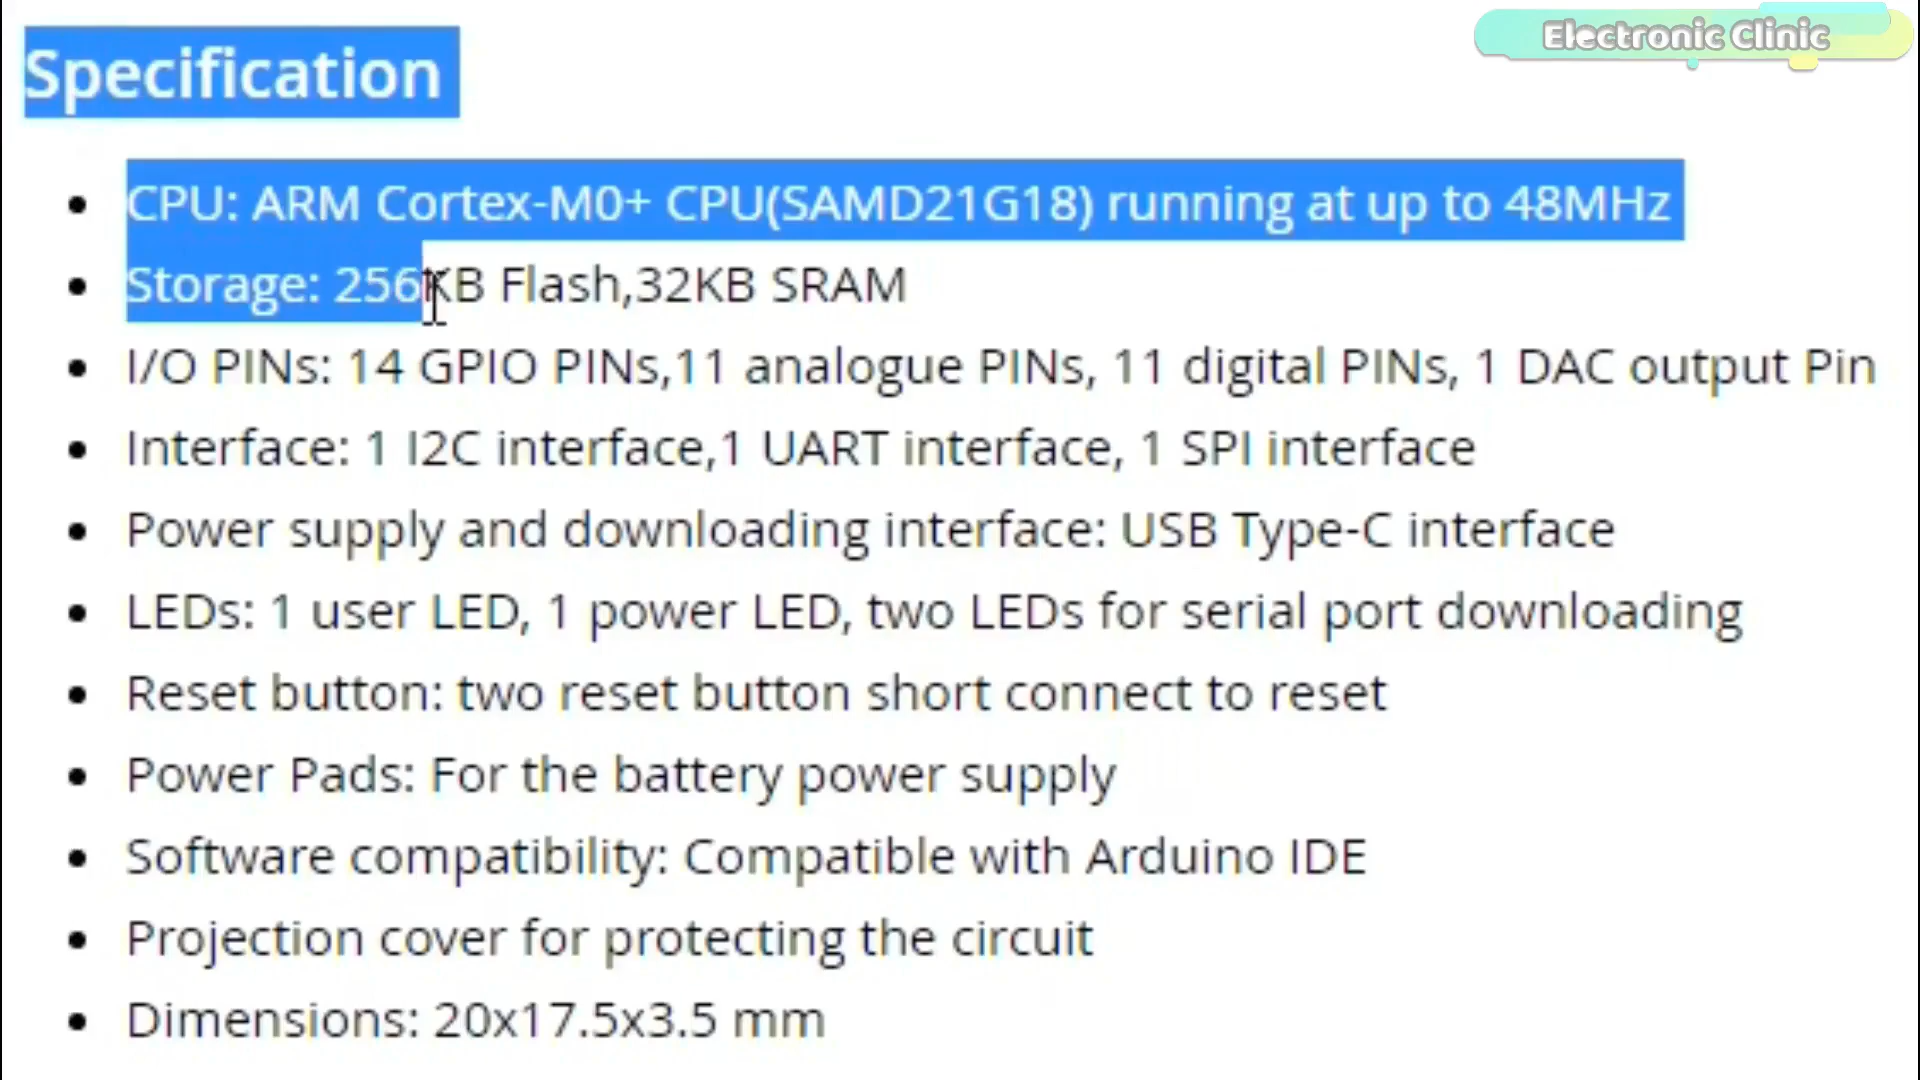 Electronic Clinic
Specification
CPU: ARM Cortex-M0+ CPU(SAMD21G18) running at up to 48MHz
Storage: 256KB Flash,32KB SRAM
I/O PINs: 14 GPIO PINs,11 analogue PINs, 11 digital PINs, 1 DAC output Pin
Interface: 1 I2C interface,1 UART interface, 1 SPI interface
Power supply and downloading interface: USB Type-C interface
LEDs: 1 user LED, 1 power LED, two LEDs for serial port downloading
Reset button: two reset button short connect to reset
Power Pads: For the battery power supply
Software compatibility: Compatible with Arduino IDE
Projection cover for protecting the circuit
Dimensions: 20x17.5x3.5 mm